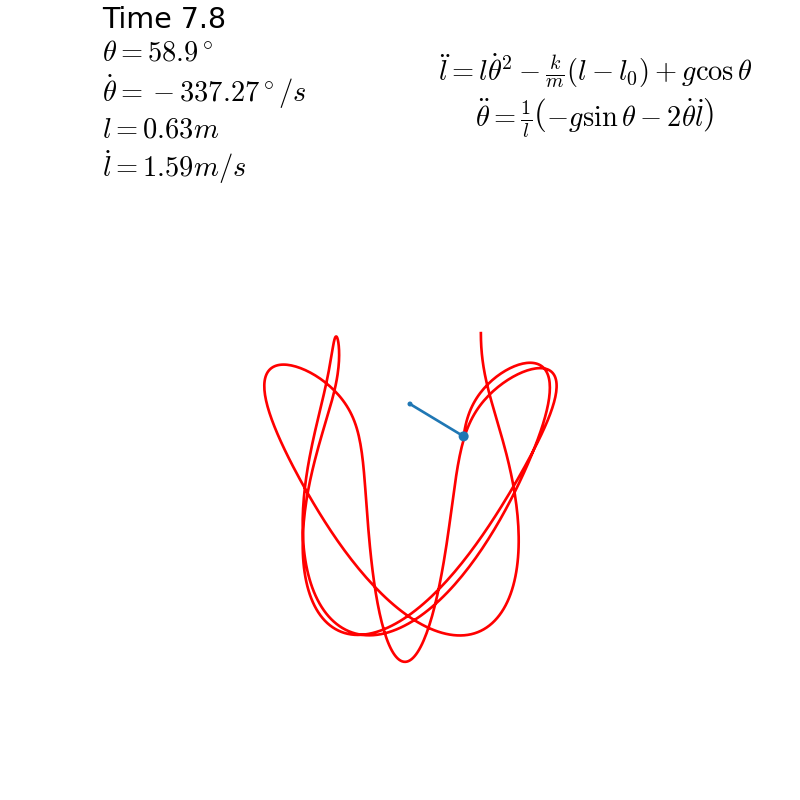 Time 7.8
θ = 58.9°
θ̇ = −337.27°/s
l = 0.63m
l̇ = 1.59m/s
l̈ = lθ̇² − k/m(l − l₀) + g cos θ
θ̈ = 1/l(−g sin θ − 2θ̇l̇)